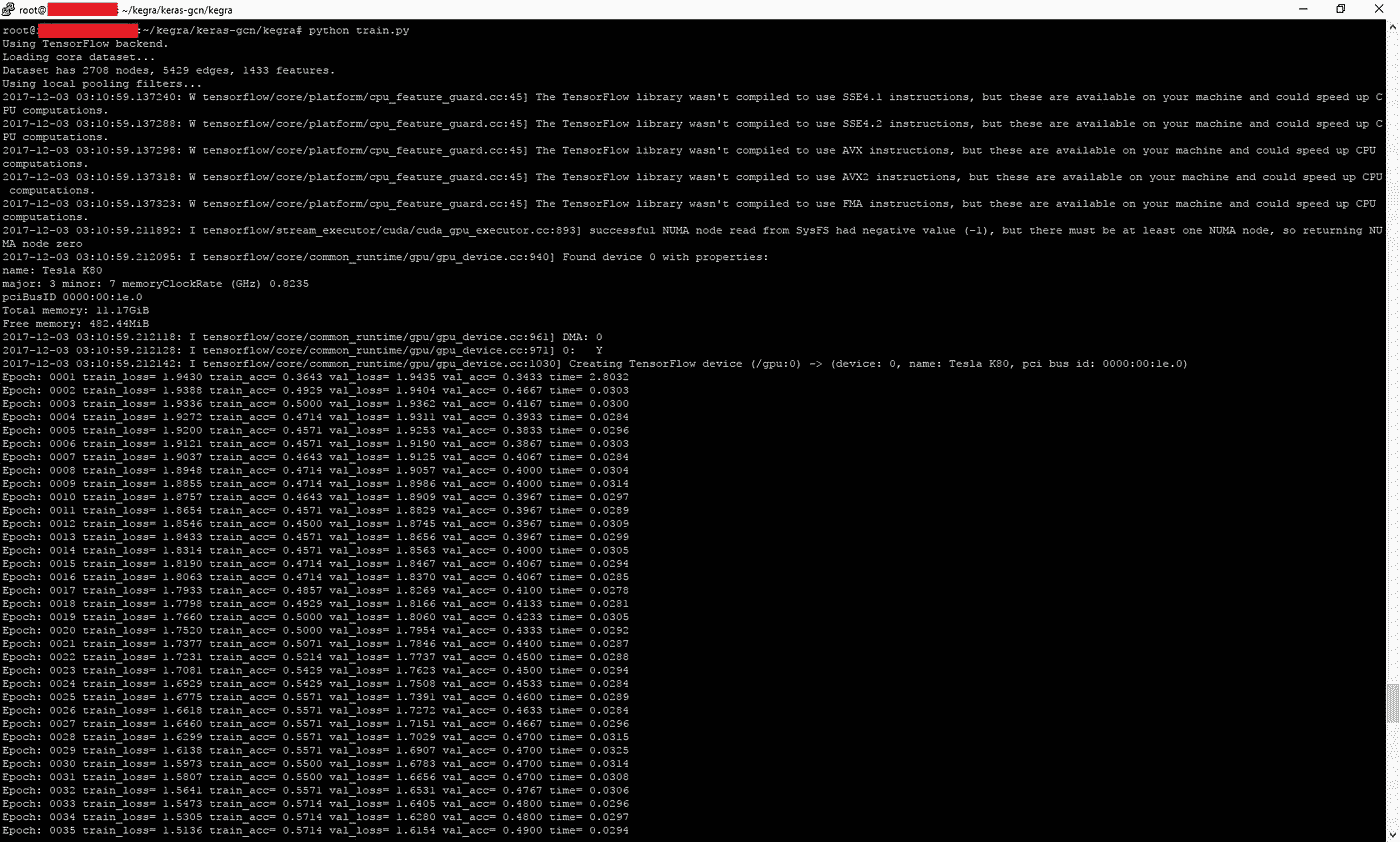 root@ ~/kegra/keras-gcn/kegra
root@ :~/kegra/keras-gcn/kegra# python train.py
Using TensorFlow backend.
Loading cora dataset...
Dataset has 2708 nodes, 5429 edges, 1433 features.
Using local pooling filters...
2017-12-03 03:10:59.137240: W tensorflow/core/platform/cpu_feature_guard.cc:45] The TensorFlow library wasn't compiled to use SSE4.1 instructions, but these are available on your machine and could speed up C
PU computations.
2017-12-03 03:10:59.137288: W tensorflow/core/platform/cpu_feature_guard.cc:45] The TensorFlow library wasn't compiled to use SSE4.2 instructions, but these are available on your machine and could speed up C
PU computations.
2017-12-03 03:10:59.137298: W tensorflow/core/platform/cpu_feature_guard.cc:45] The TensorFlow library wasn't compiled to use AVX instructions, but these are available on your machine and could speed up CPU
computations.
2017-12-03 03:10:59.137318: W tensorflow/core/platform/cpu_feature_guard.cc:45] The TensorFlow library wasn't compiled to use AVX2 instructions, but these are available on your machine and could speed up CPU
 computations.
2017-12-03 03:10:59.137323: W tensorflow/core/platform/cpu_feature_guard.cc:45] The TensorFlow library wasn't compiled to use FMA instructions, but these are available on your machine and could speed up CPU
computations.
2017-12-03 03:10:59.211892: I tensorflow/stream_executor/cuda/cuda_gpu_executor.cc:893] successful NUMA node read from SysFS had negative value (-1), but there must be at least one NUMA node, so returning NU
MA node zero
2017-12-03 03:10:59.212095: I tensorflow/core/common_runtime/gpu/gpu_device.cc:940] Found device 0 with properties:
name: Tesla K80
major: 3 minor: 7 memoryClockRate (GHz) 0.8235
pciBusID 0000:00:1e.0
Total memory: 11.17GiB
Free memory: 482.44MiB
2017-12-03 03:10:59.212118: I tensorflow/core/common_runtime/gpu/gpu_device.cc:961] DMA: 0
2017-12-03 03:10:59.212128: I tensorflow/core/common_runtime/gpu/gpu_device.cc:971] 0:   Y
2017-12-03 03:10:59.212142: I tensorflow/core/common_runtime/gpu/gpu_device.cc:1030] Creating TensorFlow device (/gpu:0) -> (device: 0, name: Tesla K80, pci bus id: 0000:00:1e.0)
Epoch: 0001 train_loss= 1.9430 train_acc= 0.3643 val_loss= 1.9435 val_acc= 0.3433 time= 2.8032
Epoch: 0002 train_loss= 1.9388 train_acc= 0.4929 val_loss= 1.9404 val_acc= 0.4667 time= 0.0303
Epoch: 0003 train_loss= 1.9336 train_acc= 0.5000 val_loss= 1.9362 val_acc= 0.4167 time= 0.0300
Epoch: 0004 train_loss= 1.9272 train_acc= 0.4714 val_loss= 1.9311 val_acc= 0.3933 time= 0.0284
Epoch: 0005 train_loss= 1.9200 train_acc= 0.4571 val_loss= 1.9253 val_acc= 0.3833 time= 0.0296
Epoch: 0006 train_loss= 1.9121 train_acc= 0.4571 val_loss= 1.9190 val_acc= 0.3867 time= 0.0303
Epoch: 0007 train_loss= 1.9037 train_acc= 0.4643 val_loss= 1.9125 val_acc= 0.4067 time= 0.0284
Epoch: 0008 train_loss= 1.8948 train_acc= 0.4714 val_loss= 1.9057 val_acc= 0.4000 time= 0.0304
Epoch: 0009 train_loss= 1.8855 train_acc= 0.4714 val_loss= 1.8986 val_acc= 0.4000 time= 0.0314
Epoch: 0010 train_loss= 1.8757 train_acc= 0.4643 val_loss= 1.8909 val_acc= 0.3967 time= 0.0297
Epoch: 0011 train_loss= 1.8654 train_acc= 0.4571 val_loss= 1.8829 val_acc= 0.3967 time= 0.0289
Epoch: 0012 train_loss= 1.8546 train_acc= 0.4500 val_loss= 1.8745 val_acc= 0.3967 time= 0.0309
Epoch: 0013 train_loss= 1.8433 train_acc= 0.4571 val_loss= 1.8656 val_acc= 0.3967 time= 0.0299
Epoch: 0014 train_loss= 1.8314 train_acc= 0.4571 val_loss= 1.8563 val_acc= 0.4000 time= 0.0305
Epoch: 0015 train_loss= 1.8190 train_acc= 0.4714 val_loss= 1.8467 val_acc= 0.4067 time= 0.0294
Epoch: 0016 train_loss= 1.8063 train_acc= 0.4714 val_loss= 1.8370 val_acc= 0.4067 time= 0.0285
Epoch: 0017 train_loss= 1.7933 train_acc= 0.4857 val_loss= 1.8269 val_acc= 0.4100 time= 0.0278
Epoch: 0018 train_loss= 1.7798 train_acc= 0.4929 val_loss= 1.8166 val_acc= 0.4133 time= 0.0281
Epoch: 0019 train_loss= 1.7660 train_acc= 0.5000 val_loss= 1.8060 val_acc= 0.4233 time= 0.0305
Epoch: 0020 train_loss= 1.7520 train_acc= 0.5000 val_loss= 1.7954 val_acc= 0.4333 time= 0.0292
Epoch: 0021 train_loss= 1.7377 train_acc= 0.5071 val_loss= 1.7846 val_acc= 0.4400 time= 0.0287
Epoch: 0022 train_loss= 1.7231 train_acc= 0.5214 val_loss= 1.7737 val_acc= 0.4500 time= 0.0288
Epoch: 0023 train_loss= 1.7081 train_acc= 0.5429 val_loss= 1.7623 val_acc= 0.4500 time= 0.0294
Epoch: 0024 train_loss= 1.6929 train_acc= 0.5429 val_loss= 1.7508 val_acc= 0.4533 time= 0.0284
Epoch: 0025 train_loss= 1.6775 train_acc= 0.5571 val_loss= 1.7391 val_acc= 0.4600 time= 0.0289
Epoch: 0026 train_loss= 1.6618 train_acc= 0.5571 val_loss= 1.7272 val_acc= 0.4633 time= 0.0284
Epoch: 0027 train_loss= 1.6460 train_acc= 0.5571 val_loss= 1.7151 val_acc= 0.4667 time= 0.0296
Epoch: 0028 train_loss= 1.6299 train_acc= 0.5571 val_loss= 1.7029 val_acc= 0.4700 time= 0.0315
Epoch: 0029 train_loss= 1.6138 train_acc= 0.5571 val_loss= 1.6907 val_acc= 0.4700 time= 0.0325
Epoch: 0030 train_loss= 1.5973 train_acc= 0.5500 val_loss= 1.6783 val_acc= 0.4700 time= 0.0314
Epoch: 0031 train_loss= 1.5807 train_acc= 0.5500 val_loss= 1.6656 val_acc= 0.4700 time= 0.0308
Epoch: 0032 train_loss= 1.5641 train_acc= 0.5571 val_loss= 1.6531 val_acc= 0.4767 time= 0.0306
Epoch: 0033 train_loss= 1.5473 train_acc= 0.5714 val_loss= 1.6405 val_acc= 0.4800 time= 0.0296
Epoch: 0034 train_loss= 1.5305 train_acc= 0.5714 val_loss= 1.6280 val_acc= 0.4800 time= 0.0297
Epoch: 0035 train_loss= 1.5136 train_acc= 0.5714 val_loss= 1.6154 val_acc= 0.4900 time= 0.0294